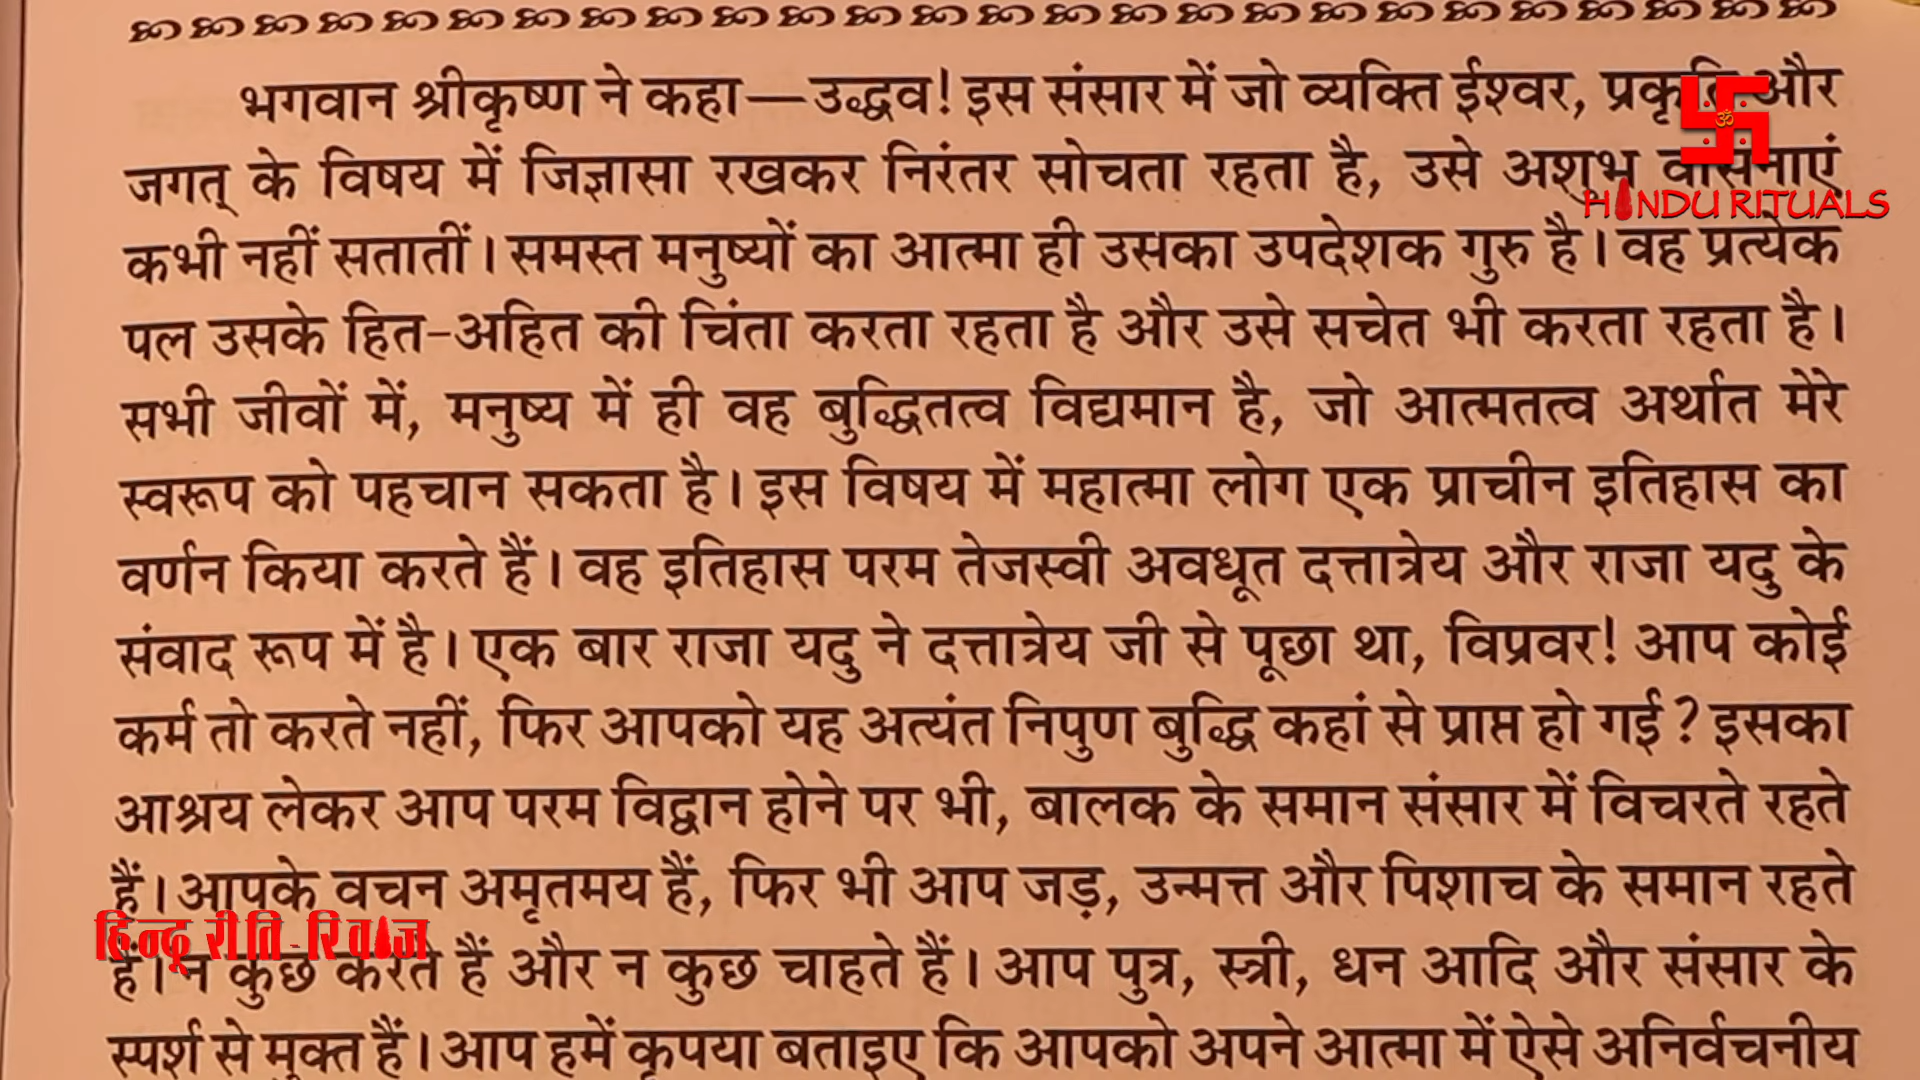 भगवान श्रीकृष्ण ने कहा—उद्धव! इस संसार में जो व्यक्ति ईश्वर, प्रकृति और
जगत् के विषय में जिज्ञासा रखकर निरंतर सोचता रहता है, उसे अशुभ वासनाएं
HINDU RITUALS
कभी नहीं सतातीं। समस्त मनुष्यों का आत्मा ही उसका उपदेशक गुरु है। वह प्रत्येक
पल उसके हित-अहित की चिंता करता रहता है और उसे सचेत भी करता रहता है।
सभी जीवों में, मनुष्य में ही वह बुद्धितत्व विद्यमान है, जो आत्मतत्व अर्थात मेरे
स्वरूप को पहचान सकता है। इस विषय में महात्मा लोग एक प्राचीन इतिहास का
वर्णन किया करते हैं। वह इतिहास परम तेजस्वी अवधूत दत्तात्रेय और राजा यदु के
संवाद रूप में है। एक बार राजा यदु ने दत्तात्रेय जी से पूछा था, विप्रवर! आप कोई
कर्म तो करते नहीं, फिर आपको यह अत्यंत निपुण बुद्धि कहां से प्राप्त हो गई? इसका
आश्रय लेकर आप परम विद्वान होने पर भी, बालक के समान संसार में विचरते रहते
हैं। आपके वचन अमृतमय हैं, फिर भी आप जड़, उन्मत्त और पिशाच के समान रहते
हिन्दू रीति-रिवाज
हैं। न कुछ करते हैं और न कुछ चाहते हैं। आप पुत्र, स्त्री, धन आदि और संसार के
स्पर्श से मुक्त हैं। आप हमें कृपया बताइए कि आपको अपने आत्मा में ऐसे अनिर्वचनीय